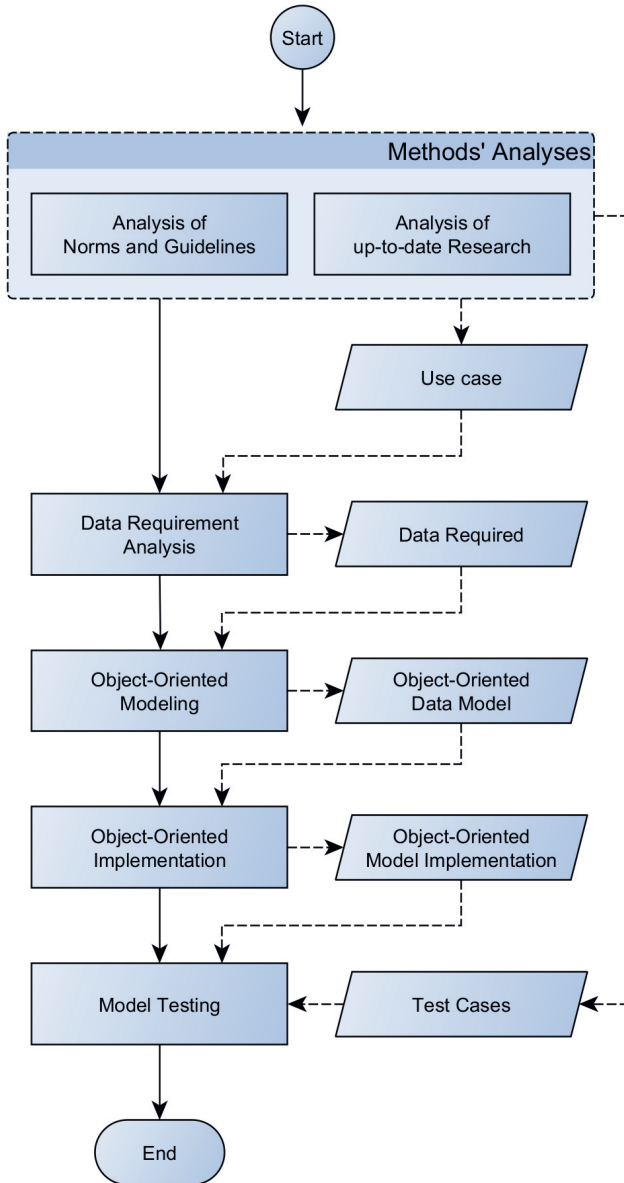 Start
Methods' Analyses
Analysis of
Norms and Guidelines
Analysis of
up-to-date Research
Use case
Data Requirement
Analysis
Data Required
Object-Oriented
Modeling
Object-Oriented
Data Model
Object-Oriented
Implementation
Object-Oriented
Model Implementation
Model Testing
Test Cases
End